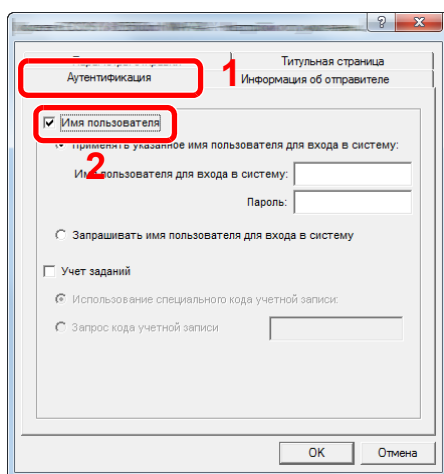 Титульная страница
Аутентификация
1
Информация об отправителе
Имя пользователя
Применять указанное имя пользователя для входа в систему:
2
Имя пользователя для входа в систему:
Пароль:
Запрашивать имя пользователя для входа в систему
Учет заданий
Использование специального кода учетной записи:
Запрос кода учетной записи
OK
Отмена